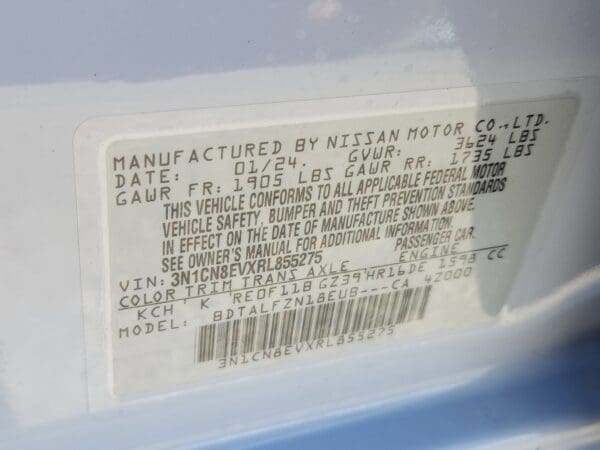 MANUFACTURED BY NISSAN MOTOR CO.,LTD.
DATE: 01/24. GVWR: 3624 LBS
GAWR FR: 1905 LBS GAWR RR: 1735 LBS
THIS VEHICLE CONFORMS TO ALL APPLICABLE FEDERAL MOTOR
VEHICLE SAFETY, BUMPER AND THEFT PREVENTION STANDARDS
IN EFFECT ON THE DATE OF MANUFACTURE SHOWN ABOVE.
SEE OWNER'S MANUAL FOR ADDITIONAL INFORMATION.
VIN: 3N1CN8EVXRL855275 PASSENGER CAR.
COLOR TRIM TRANS AXLE ENGINE
KCH, K RE0F11B GZ39 HR16DE 1598 CC
MODEL: BDTALFZN18EUB---CA 42000
3N1CN8EVXRL855275